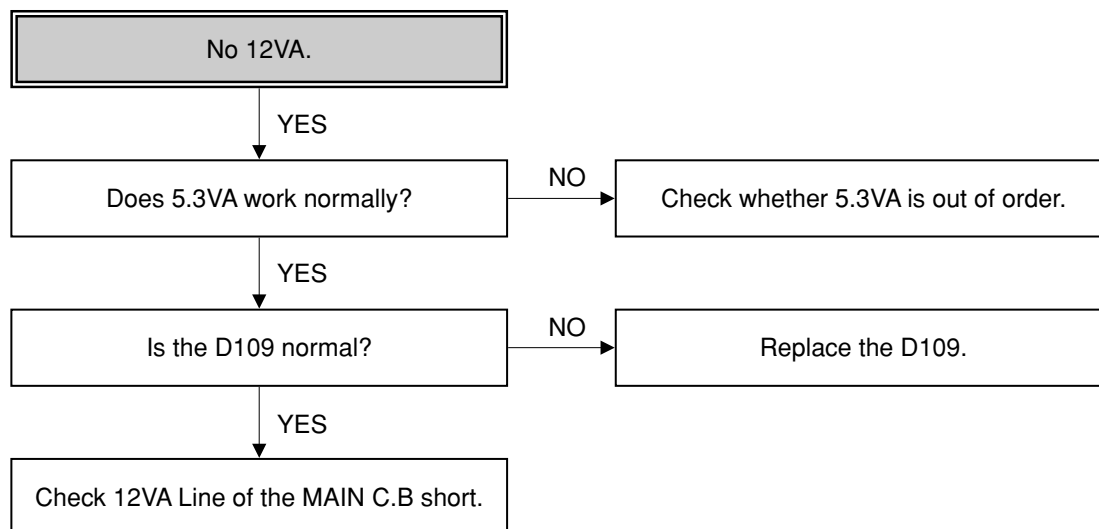 No 12VA.
YES
Does 5.3VA work normally?
NO
Check whether 5.3VA is out of order.
YES
Is the D109 normal?
NO
Replace the D109.
YES
Check 12VA Line of the MAIN C.B short.